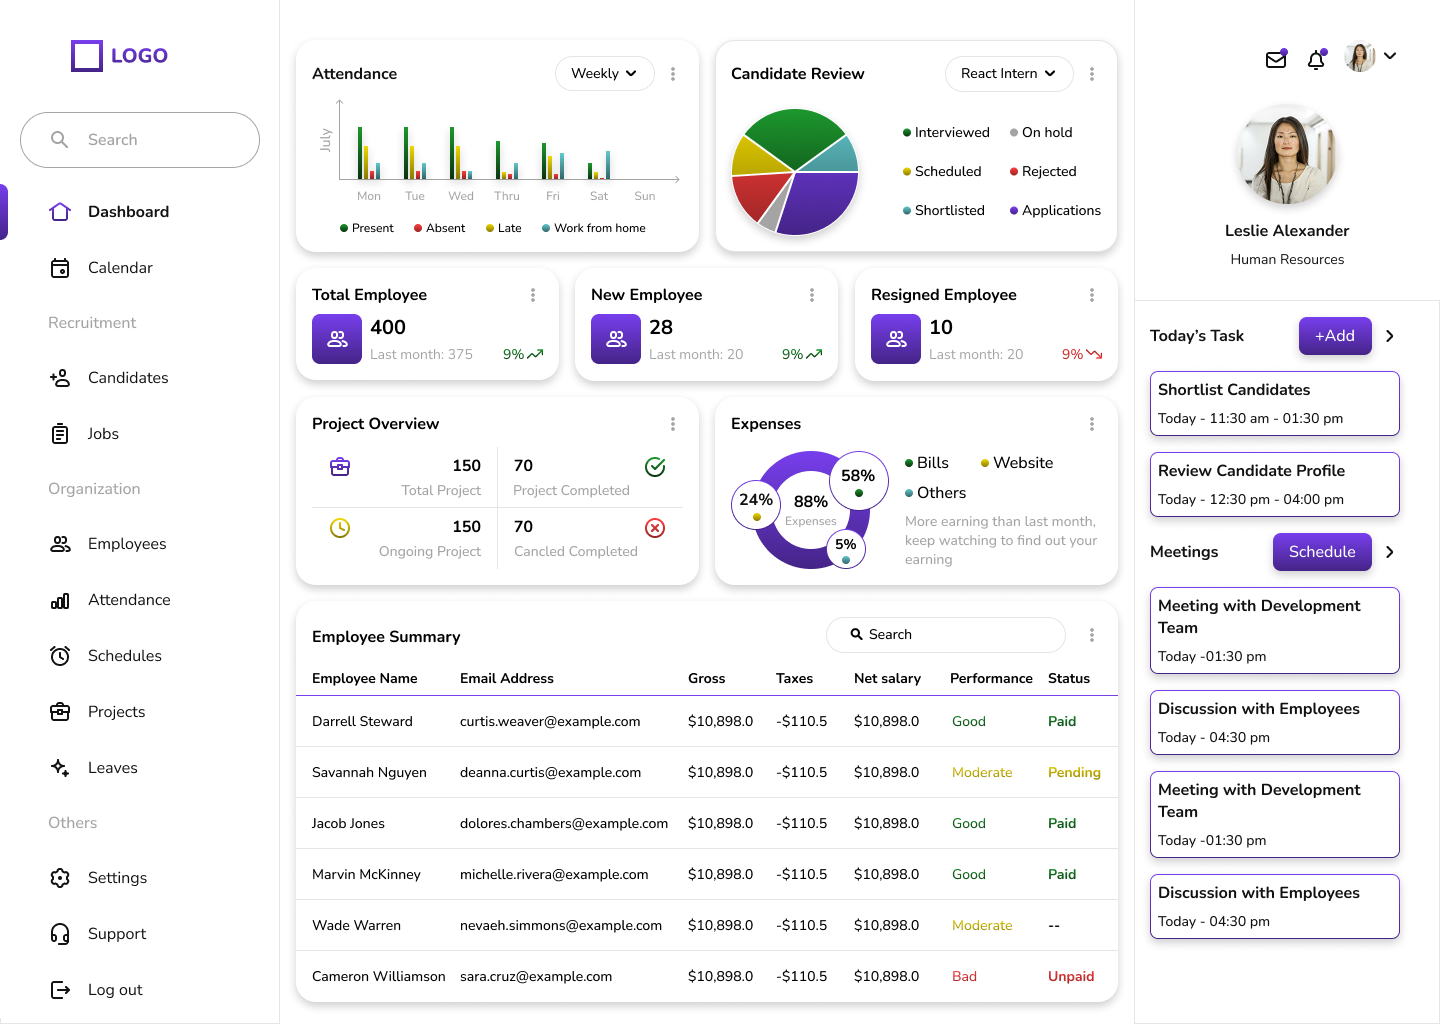 LOGO
Search
Dashboard
Calendar
Recruitment
Candidates
Jobs
Organization
Employees
Attendance
Schedules
Projects
Leaves
Others
Settings
Support
Log out
Attendance
Weekly
July
Mon Tue Wed Thru Fri Sat Sun
Present Absent Late Work from home
Candidate Review
React Intern
Interviewed On hold
Scheduled Rejected
Shortlisted Applications
Total Employee
400
Last month: 375 9%
New Employee
28
Last month: 20 9%
Resigned Employee
10
Last month: 20 9%
Project Overview
150 70
Total Project Project Completed
150 70
Ongoing Project Cancled Completed
Expenses
58%
24%
88%
Expenses
5%
Bills Website
Others
More earning than last month,
keep watching to find out your
earning
Employee Summary
Search
Employee Name Email Address Gross Taxes Net salary Performance Status
Darrell Steward curtis.weaver@example.com $10,898.0 -$110.5 $10,898.0 Good Paid
Savannah Nguyen deanna.curtis@example.com $10,898.0 -$110.5 $10,898.0 Moderate Pending
Jacob Jones dolores.chambers@example.com $10,898.0 -$110.5 $10,898.0 Good Paid
Marvin McKinney michelle.rivera@example.com $10,898.0 -$110.5 $10,898.0 Good Paid
Wade Warren nevaeh.simmons@example.com $10,898.0 -$110.5 $10,898.0 Moderate --
Cameron Williamson sara.cruz@example.com $10,898.0 -$110.5 $10,898.0 Bad Unpaid
Leslie Alexander
Human Resources
Today’s Task +Add
Shortlist Candidates
Today - 11:30 am - 01:30 pm
Review Candidate Profile
Today - 12:30 pm - 04:00 pm
Meetings Schedule
Meeting with Development
Team
Today -01:30 pm
Discussion with Employees
Today - 04:30 pm
Meeting with Development
Team
Today -01:30 pm
Discussion with Employees
Today - 04:30 pm